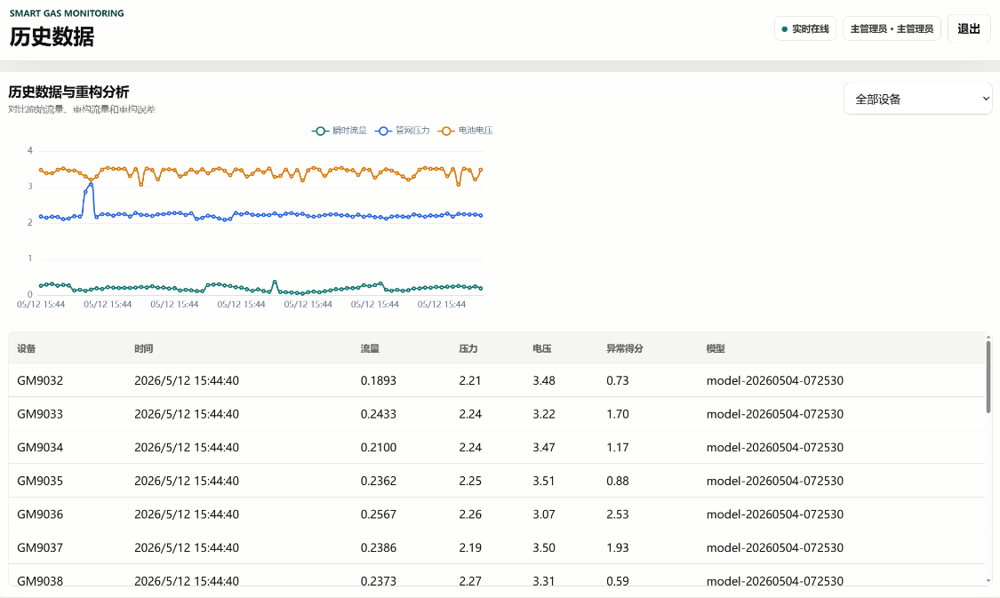 SMART GAS MONITORING
历史数据
实时在线
主管理员 • 主管理员
退出
历史数据与重构分析
对比原始流量、重构流量和重构误差
全部设备
瞬时流量 管网压力 电池电压
4
3
2
1
0
05/12 15:44 05/12 15:44 05/12 15:44 05/12 15:44 05/12 15:44 05/12 15:44 05/12 15:44
设备 时间 流量 压力 电压 异常得分 模型
GM9032 2026/5/12 15:44:40 0.1893 2.21 3.48 0.73 model-20260504-072530
GM9033 2026/5/12 15:44:40 0.2433 2.24 3.22 1.70 model-20260504-072530
GM9034 2026/5/12 15:44:40 0.2100 2.24 3.47 1.17 model-20260504-072530
GM9035 2026/5/12 15:44:40 0.2362 2.25 3.51 0.88 model-20260504-072530
GM9036 2026/5/12 15:44:40 0.2567 2.26 3.07 2.53 model-20260504-072530
GM9037 2026/5/12 15:44:40 0.2386 2.19 3.50 1.93 model-20260504-072530
GM9038 2026/5/12 15:44:40 0.2373 2.27 3.31 0.59 model-20260504-072530